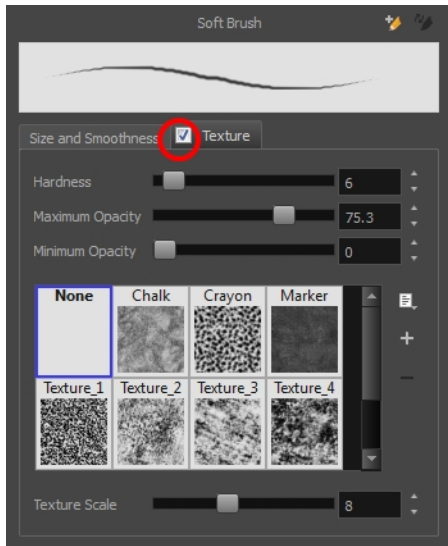 Soft Brush
Size and Smoothness Texture
Hardness 6
Maximum Opacity 75.3
Minimum Opacity 0
None Chalk Crayon Marker
Texture_1 Texture_2 Texture_3 Texture_4
Texture Scale 8